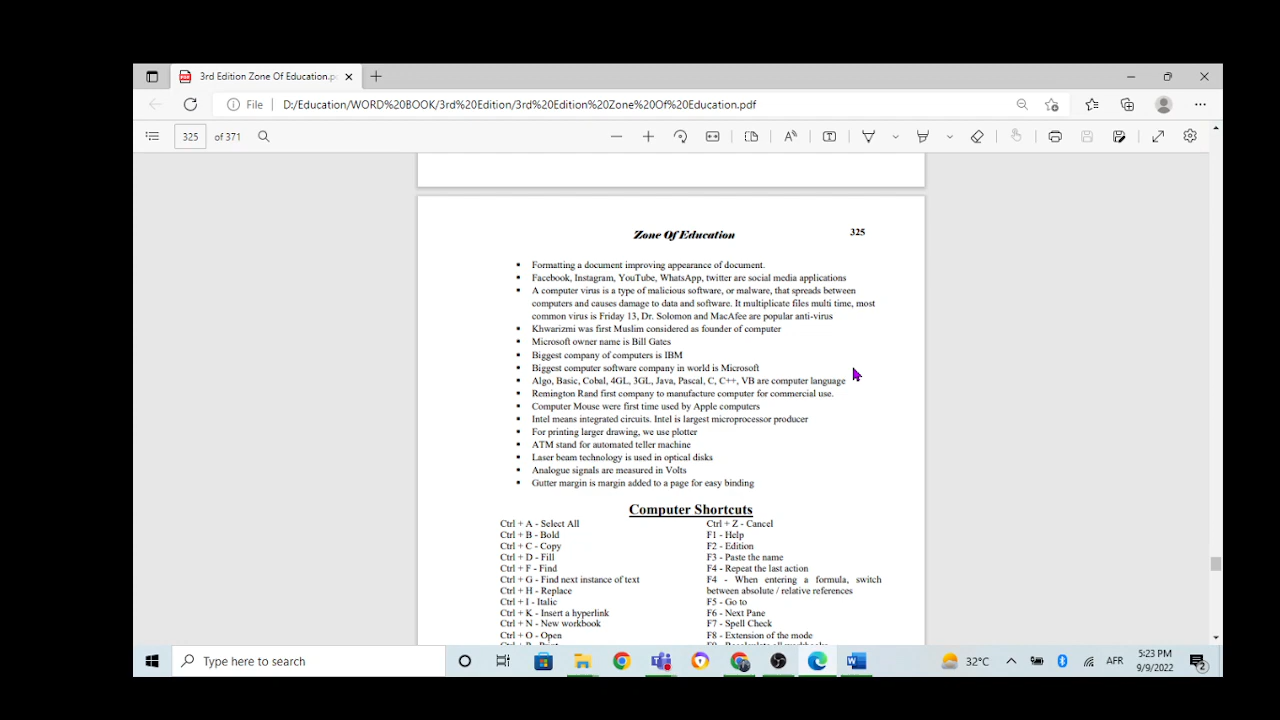 3rd Edition Zone Of Education.p
File D:/Education/WORD%20BOOK/3rd%20Edition/3rd%20Edition%20Zone%20Of%20Education.pdf
325 of 371
Zone Of Education 325
Formatting a document improving appearance of document.
Facebook, Instagram, YouTube, WhatsApp, twitter are social media applications
A computer virus is a type of malicious software, or malware, that spreads between
computers and causes damage to data and software. It multiplicate files multi time, most
common virus is Friday 13, Dr. Solomon and MacAfee are popular anti-virus
Khwarizmi was first Muslim considered as founder of computer
Microsoft owner name is Bill Gates
Biggest company of computers is IBM
Biggest computer software company in world is Microsoft
Algo, Basic, Cobal, 4GL, 3GL, Java, Pascal, C, C++, VB are computer language
Remington Rand first company to manufacture computer for commercial use.
Computer Mouse were first time used by Apple computers
Intel means integrated circuits. Intel is largest microprocessor producer
For printing larger drawing, we use plotter
ATM stand for automated teller machine
Laser beam technology is used in optical disks
Analogue signals are measured in Volts
Gutter margin is margin added to a page for easy binding
Computer Shortcuts
Ctrl + A - Select All
Ctrl + B - Bold
Ctrl + C - Copy
Ctrl + D - Fill
Ctrl + F - Find
Ctrl + G - Find next instance of text
Ctrl + H - Replace
Ctrl + I - Italic
Ctrl + K - Insert a hyperlink
Ctrl + N - New workbook
Ctrl + O - Open
Ctrl + Z - Cancel
F1 - Help
F2 - Edition
F3 - Paste the name
F4 - Repeat the last action
F4 - When entering a formula, switch
between absolute / relative references
F5 - Go to
F6 - Next Pane
F7 - Spell Check
F8 - Extension of the mode
Type here to search
32°C
AFR
5:23 PM
9/9/2022
2